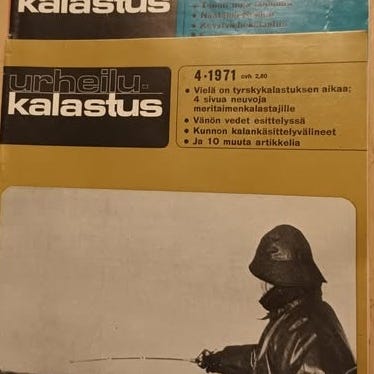 kalastus
urheilu-
kalastus
4•1971 ovh 2,80
• Vielä on tyrskykalastuksen aikaa;
4 sivua neuvoja
meritaimenkalastajille
• Vänön vedet esittelyssä
• Kunnon kalankäsittelyvälineet
• Ja 10 muuta artikkelia